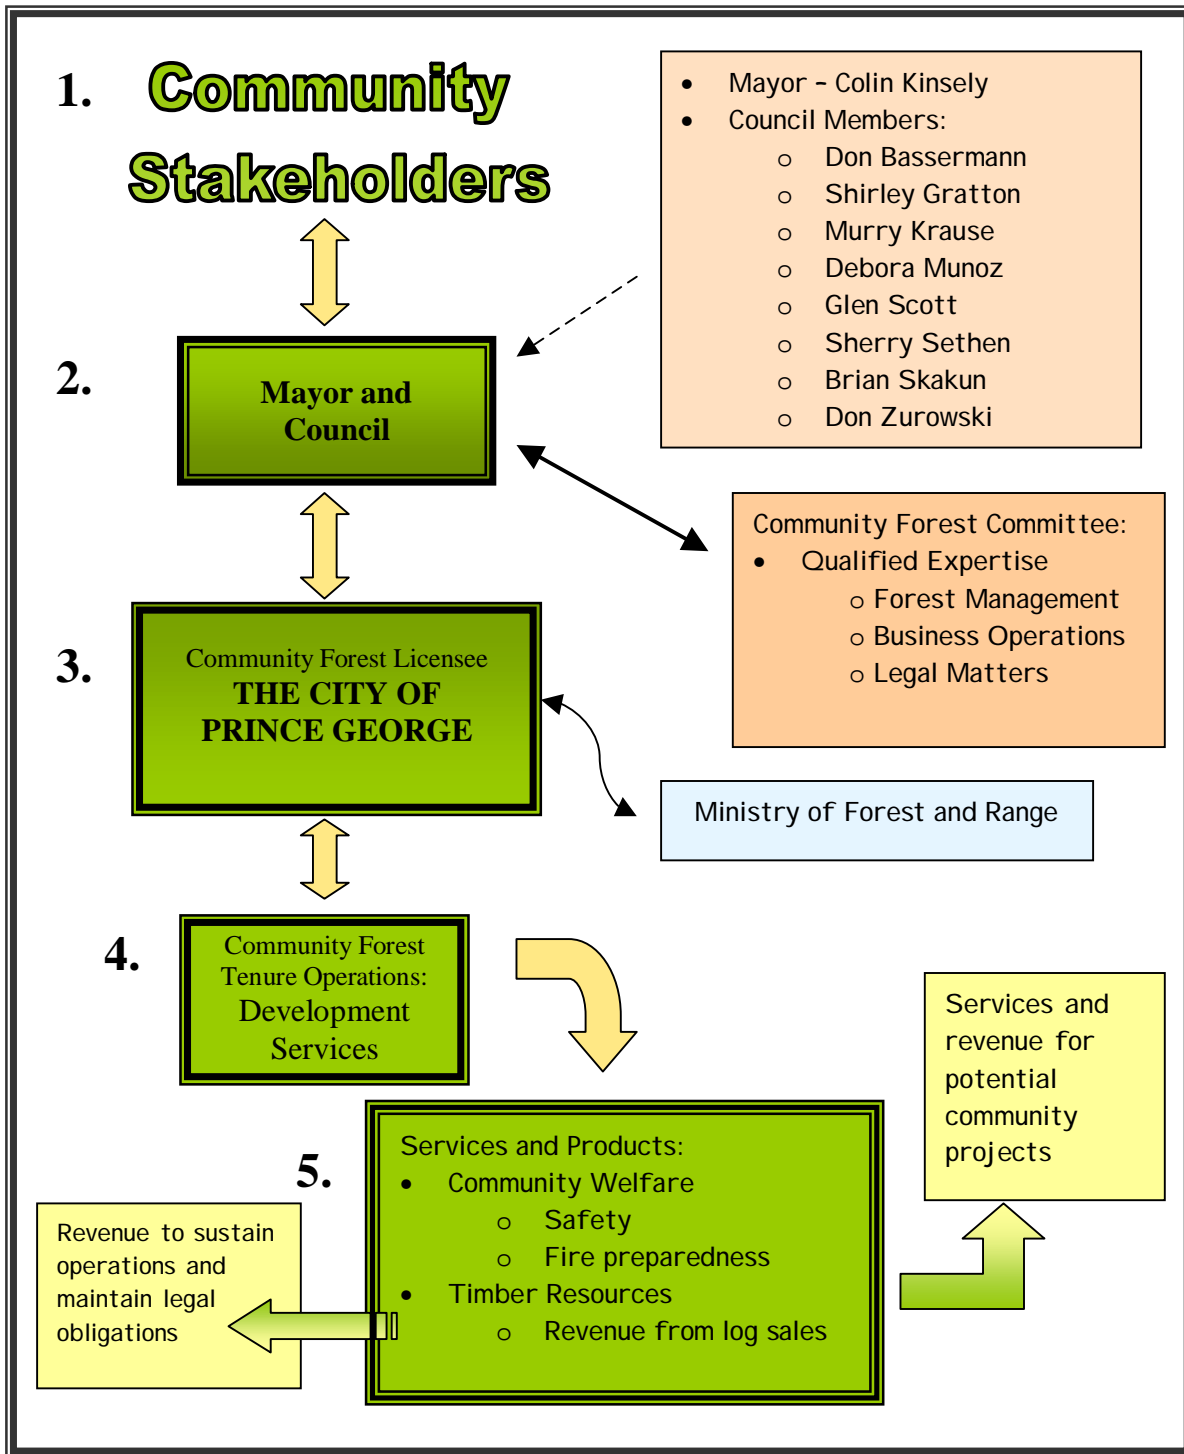 1. Community
Stakeholders
• Mayor – Colin Kinsely
• Council Members:
o Don Bassermann
o Shirley Gratton
o Murry Krause
o Debora Munoz
o Glen Scott
o Sherry Sethen
o Brian Skakun
o Don Zurowski
2.
Mayor and
Council
Community Forest Committee:
• Qualified Expertise
o Forest Management
o Business Operations
o Legal Matters
3.
Community Forest Licensee
THE CITY OF
PRINCE GEORGE
Ministry of Forest and Range
4.
Community Forest
Tenure Operations:
Development
Services
Services and
revenue for
potential
community
projects
5.
Services and Products:
• Community Welfare
o Safety
o Fire preparedness
• Timber Resources
o Revenue from log sales
Revenue to sustain
operations and
maintain legal
obligations